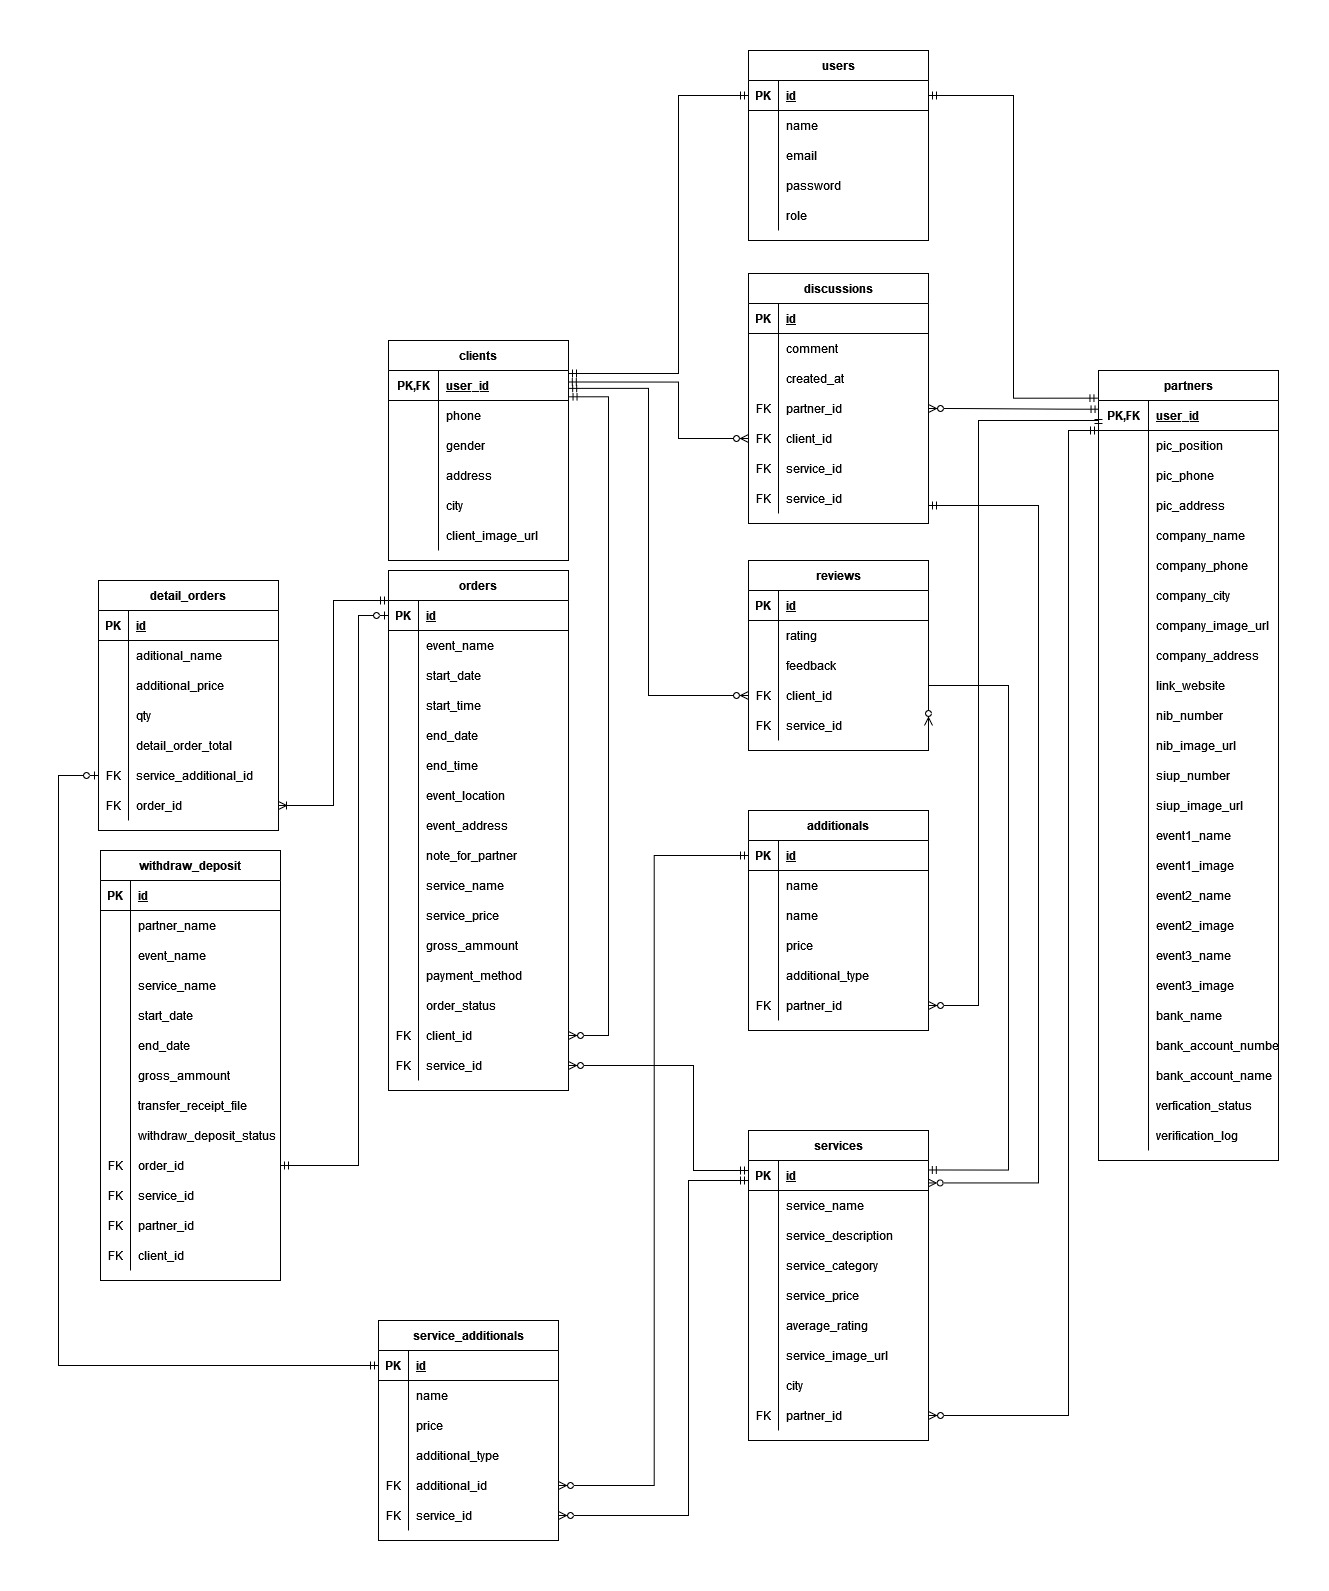 users
PK id
name
email
password
role
discussions
PK id
comment
created_at
FK partner_id
FK client_id
FK service_id
FK service_id
clients
PK,FK user_id
phone
gender
address
city
client_image_url
partners
PK,FK user_id
pic_position
pic_phone
pic_address
company_name
company_phone
company_city
company_image_url
company_address
link_website
nib_number
nib_image_url
siup_number
siup_image_url
event1_name
event1_image
event2_name
event2_image
event3_name
event3_image
bank_name
bank_account_numbe
bank_account_name
verfication_status
verification_log
reviews
PK id
rating
feedback
FK client_id
FK service_id
orders
PK id
event_name
start_date
start_time
end_date
end_time
event_location
event_address
note_for_partner
service_name
service_price
gross_ammount
payment_method
order_status
FK client_id
FK service_id
detail_orders
PK id
aditional_name
additional_price
qty
detail_order_total
FK service_additional_id
FK order_id
additionals
PK id
name
name
price
additional_type
FK partner_id
withdraw_deposit
PK id
partner_name
event_name
service_name
start_date
end_date
gross_ammount
transfer_receipt_file
withdraw_deposit_status
FK order_id
FK service_id
FK partner_id
FK client_id
services
PK id
service_name
service_description
service_category
service_price
average_rating
service_image_url
city
FK partner_id
service_additionals
PK id
name
price
additional_type
FK additional_id
FK service_id